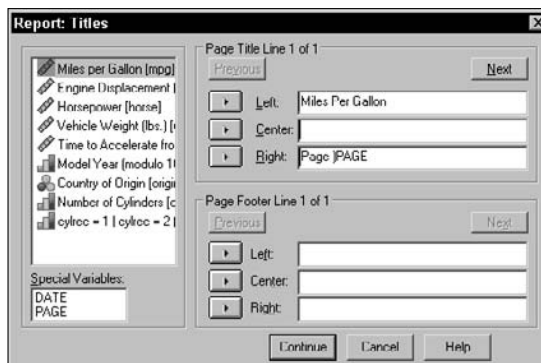 Report: Titles
Miles per Gallon [mpg]
Engine Displacement [
Horsepower [horse]
Vehicle Weight (lbs.) [
Time to Accelerate fro
Model Year (modulo 10
Country of Origin [origi
Number of Cylinders [c
cylrec = 1 | cylrec = 2 (
Special Variables:
DATE
PAGE
Page Title Line 1 of 1
Previous
Next
Left:
Miles Per Gallon
Center:
Right:
Page )PAGE
Page Footer Line 1 of 1
Previous
Next
Left:
Center:
Right:
Continue
Cancel
Help